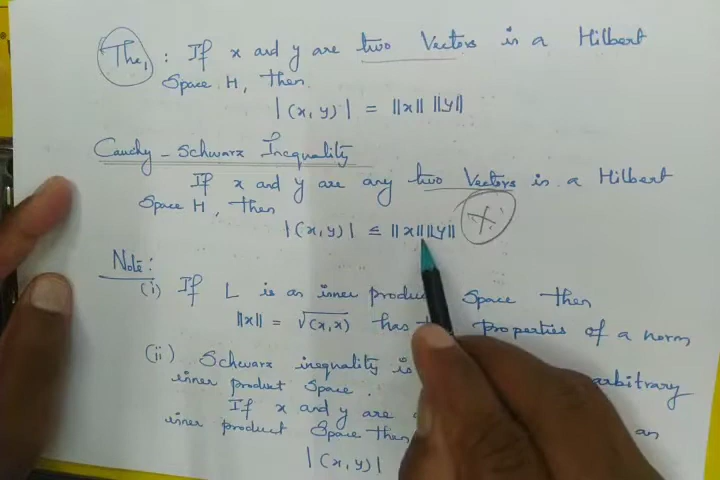 The, : If x and y are two Vectors in a Hilbert
Space H, then
|(x, y)| = ||x|| ||y||
Cauchy - Schwarz Inequality
If x and y are any two Vectors in a Hilbert
Space H, then
|(x, y)| ≤ ||x|| ||y||
Note:
(i) If L is an inner product Space then
||x|| = √(x, x) has the properties of a norm
(ii) Schwarz inequality is arbitrary
inner product Space.
If x and y are
inner product Space then an
|(x, y)|